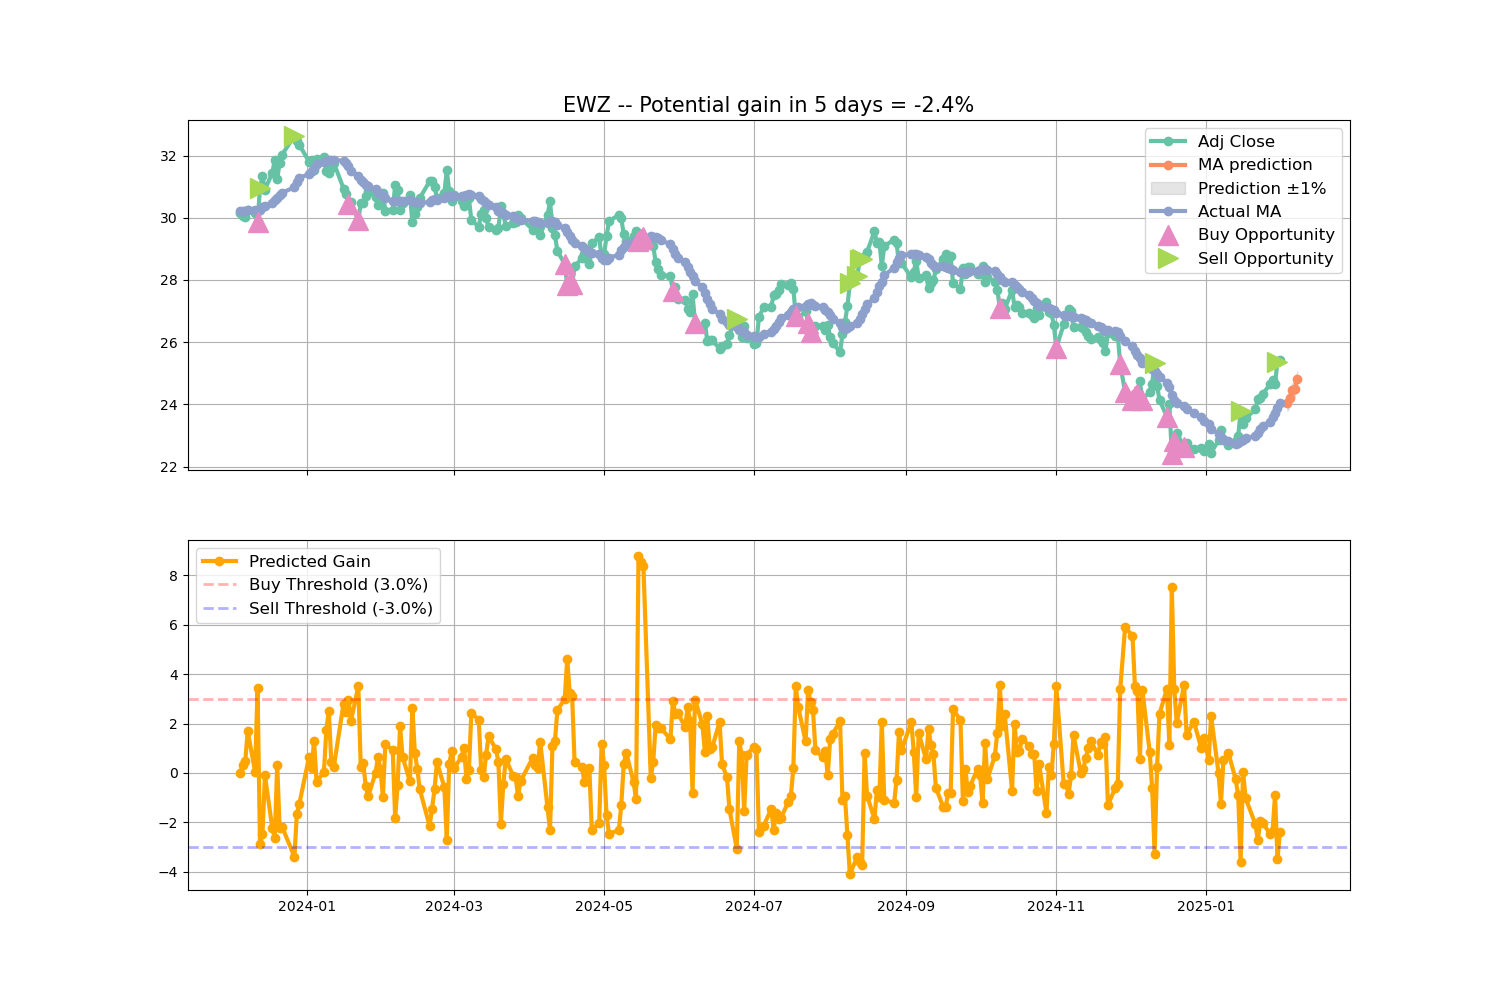 EWZ -- Potential gain in 5 days = -2.4%
32
30
28
26
24
22
Adj Close
MA prediction
Prediction ±1%
Actual MA
Buy Opportunity
Sell Opportunity
8
6
4
2
0
−2
−4
Predicted Gain
Buy Threshold (3.0%)
Sell Threshold (-3.0%)
2024-01
2024-03
2024-05
2024-07
2024-09
2024-11
2025-01